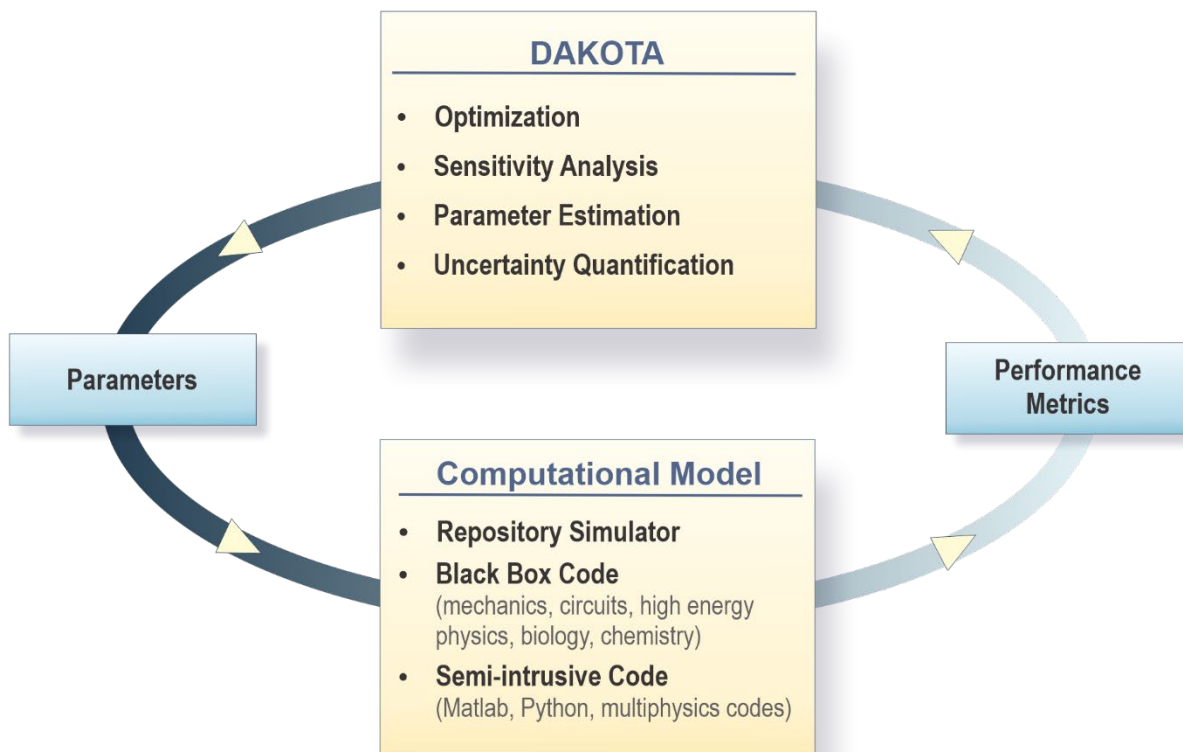 DAKOTA
• Optimization
• Sensitivity Analysis
• Parameter Estimation
• Uncertainty Quantification
Parameters
Performance
Metrics
Computational Model
• Repository Simulator
• Black Box Code
(mechanics, circuits, high energy
physics, biology, chemistry)
• Semi-intrusive Code
(Matlab, Python, multiphysics codes)